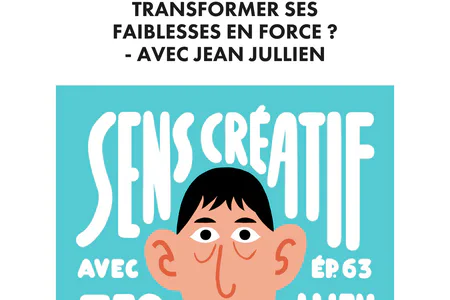 TRANSFORMER SES
FAIBLESSES EN FORCE ?
- AVEC JEAN JULLIEN
SENS CRÉATIF
AVEC ÉP. 63